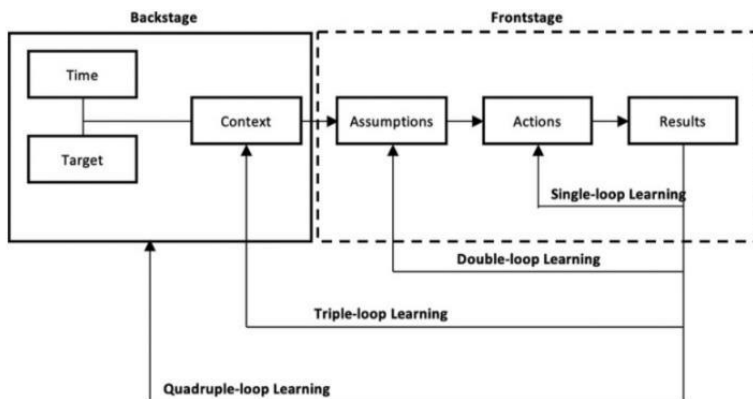 Backstage
Frontstage
Time
Target
Context
Assumptions
Actions
Results
Single-loop Learning
Double-loop Learning
Triple-loop Learning
Quadruple-loop Learning